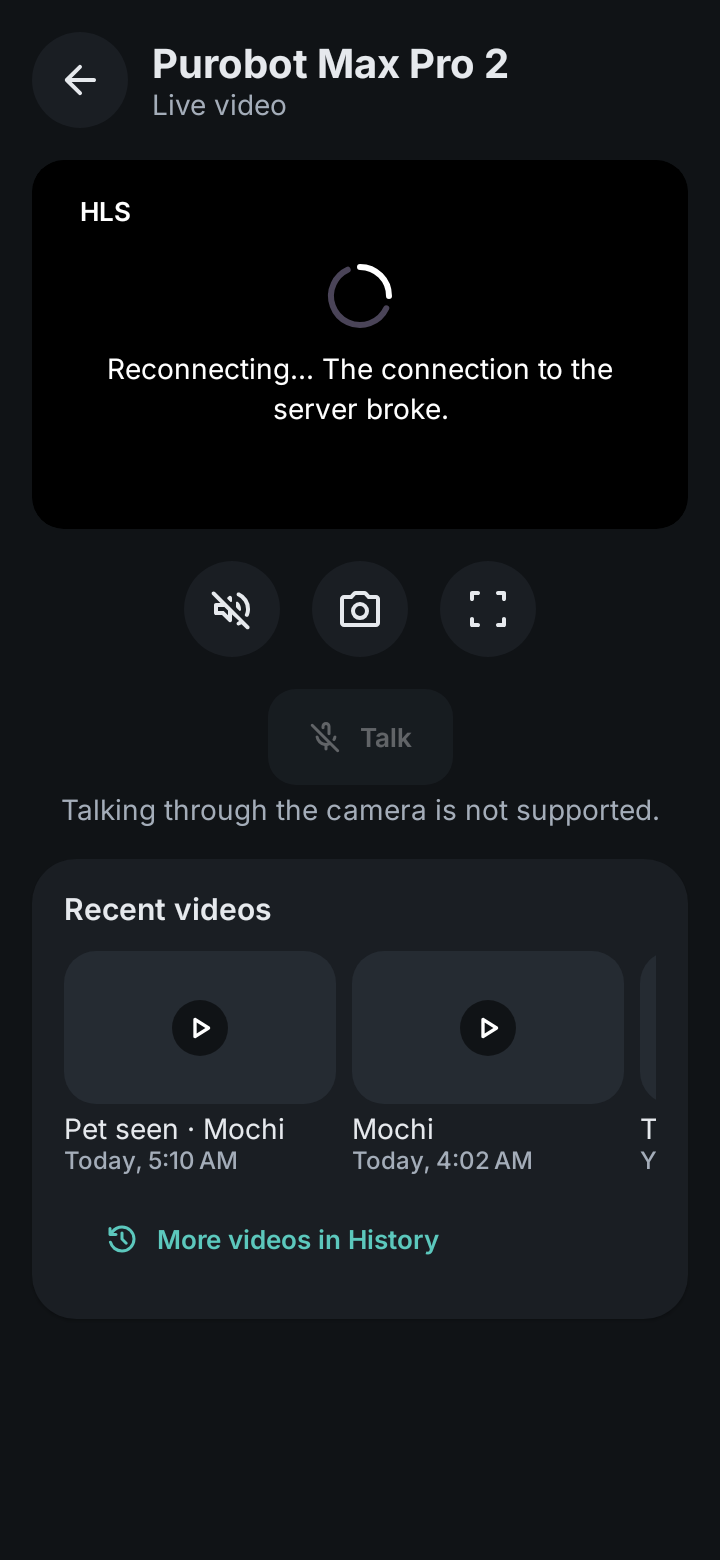 Purobot Max Pro 2
Live video
HLS
Reconnecting... The connection to the
server broke.
Talk
Talking through the camera is not supported.
Recent videos
Pet seen · Mochi
Today, 5:10 AM
Mochi
Today, 4:02 AM
T
Y
More videos in History